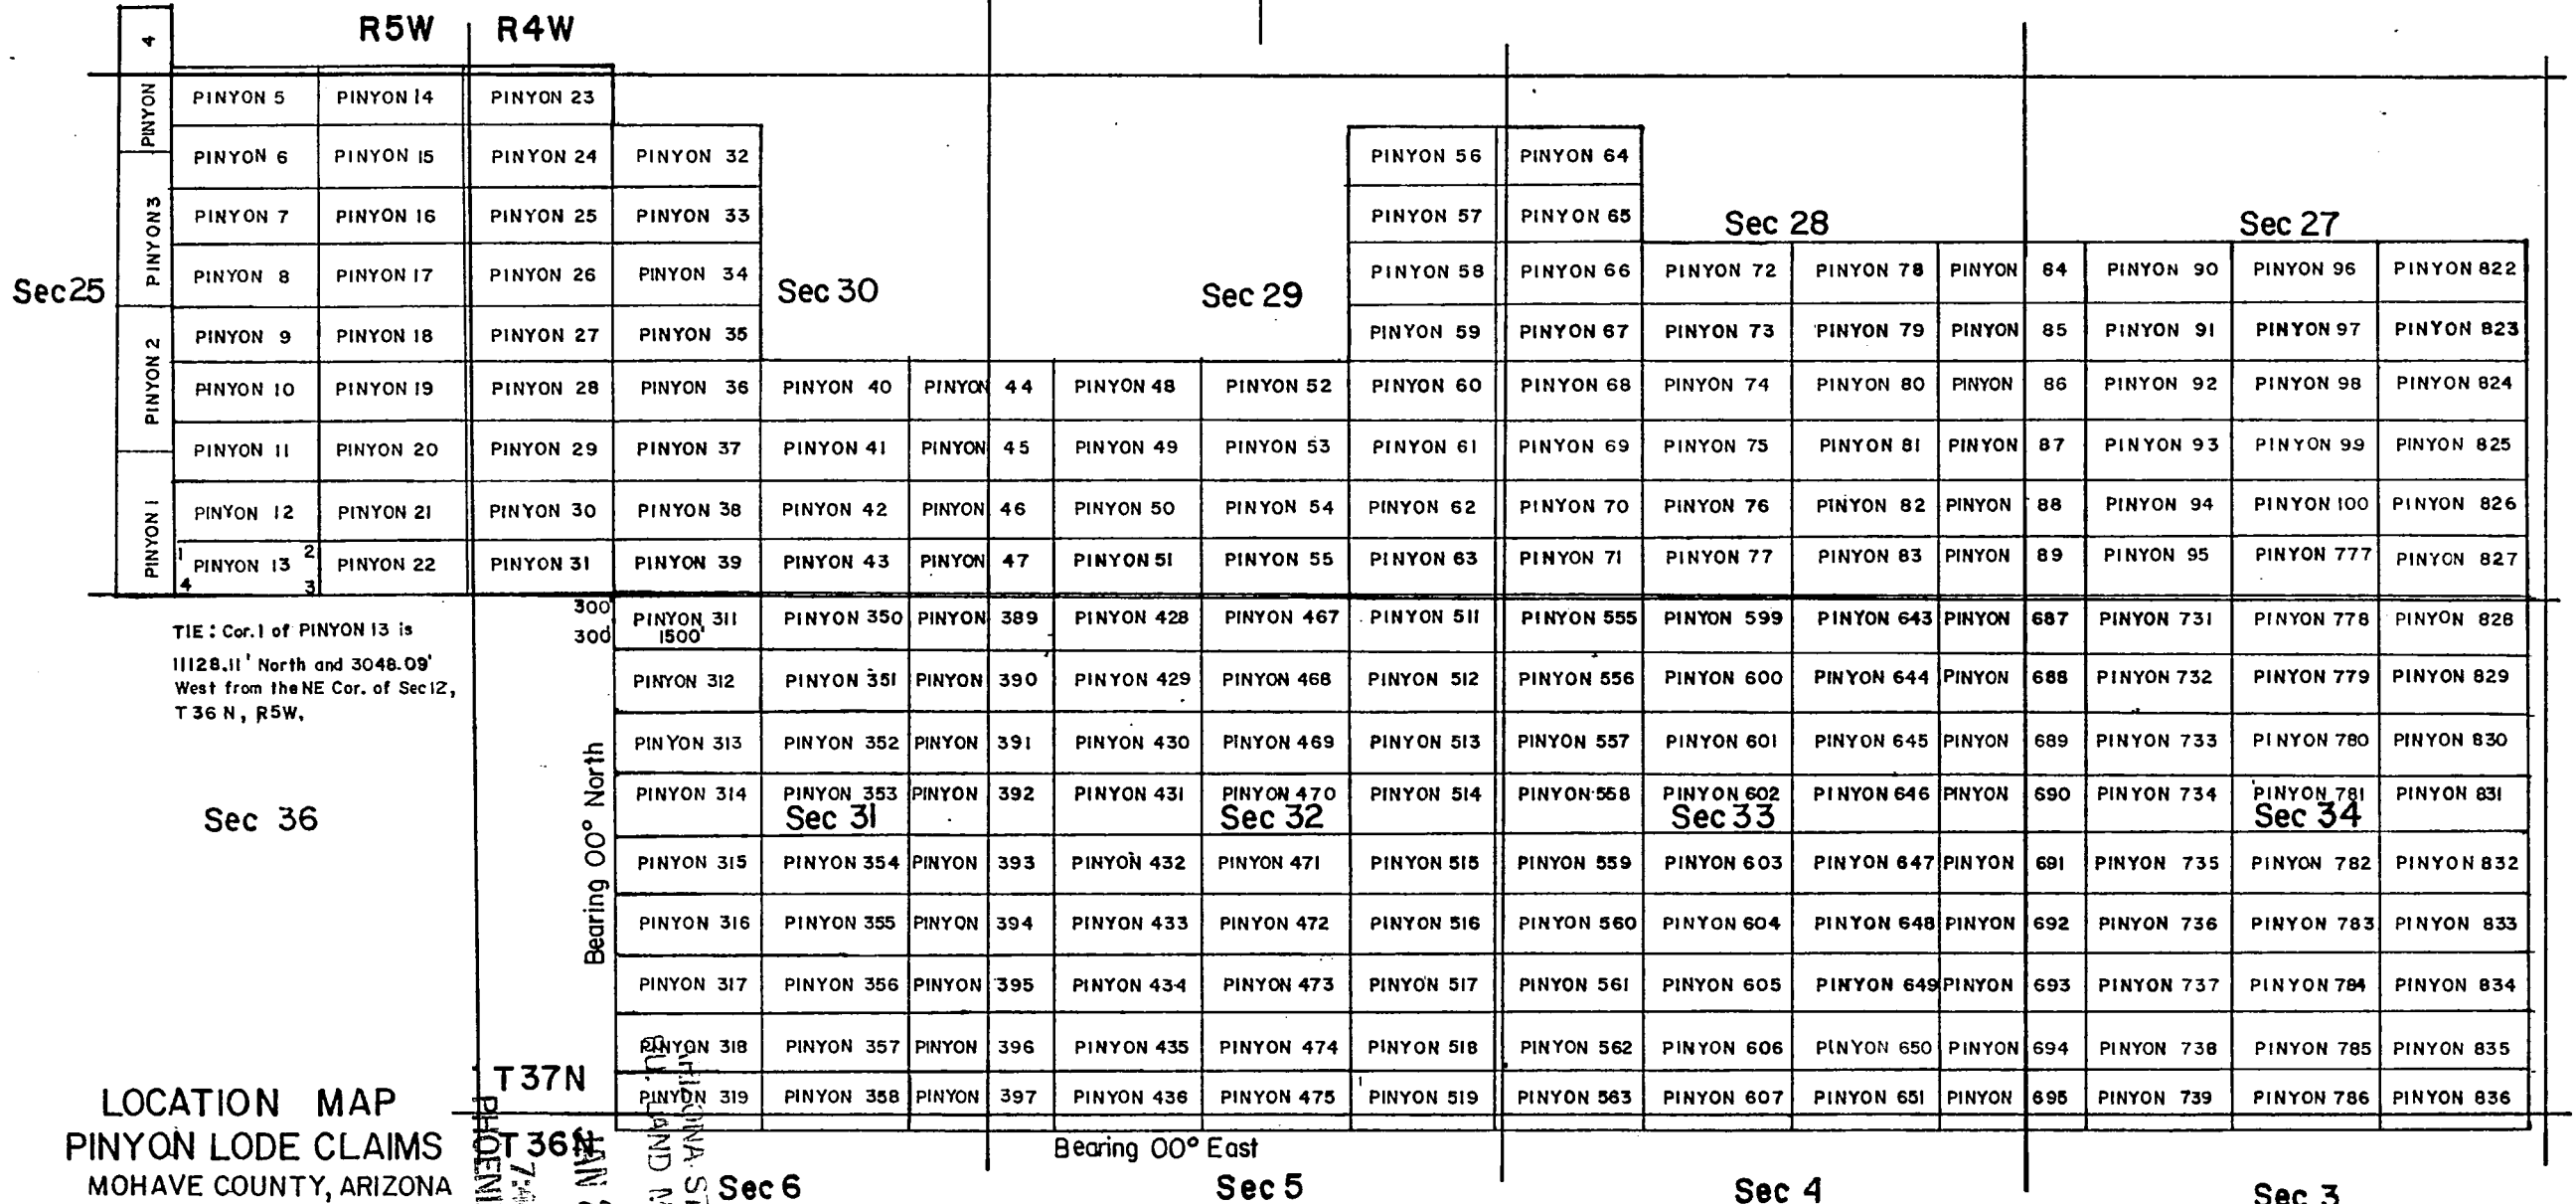 R5W R4W
4
PINYON
PINYON 5 PINYON 14 PINYON 23
PINYON 6 PINYON 15 PINYON 24 PINYON 32 PINYON 56 PINYON 64
PINYON 3
PINYON 7 PINYON 16 PINYON 25 PINYON 33 PINYON 57 PINYON 65
Sec 28 Sec 27
PINYON 8 PINYON 17 PINYON 26 PINYON 34 PINYON 58 PINYON 66 PINYON 72 PINYON 78 PINYON 84 PINYON 90 PINYON 96 PINYON 822
Sec 25 Sec 30 Sec 29
PINYON 2
PINYON 9 PINYON 18 PINYON 27 PINYON 35 PINYON 59 PINYON 67 PINYON 73 PINYON 79 PINYON 85 PINYON 91 PINYON 97 PINYON 823
PINYON 10 PINYON 19 PINYON 28 PINYON 36 PINYON 40 PINYON 44 PINYON 48 PINYON 52 PINYON 60 PINYON 68 PINYON 74 PINYON 80 PINYON 86 PINYON 92 PINYON 98 PINYON 824
PINYON 11 PINYON 20 PINYON 29 PINYON 37 PINYON 41 PINYON 45 PINYON 49 PINYON 53 PINYON 61 PINYON 69 PINYON 75 PINYON 81 PINYON 87 PINYON 93 PINYON 99 PINYON 825
PINYON 1
PINYON 12 PINYON 21 PINYON 30 PINYON 38 PINYON 42 PINYON 46 PINYON 50 PINYON 54 PINYON 62 PINYON 70 PINYON 76 PINYON 82 PINYON 88 PINYON 94 PINYON 100 PINYON 826
1 2
PINYON 13 PINYON 22 PINYON 31 PINYON 39 PINYON 43 PINYON 47 PINYON 51 PINYON 55 PINYON 63 PINYON 71 PINYON 77 PINYON 83 PINYON 89 PINYON 95 PINYON 777 PINYON 827
4 3
300'
300
PINYON 311 PINYON 350 PINYON 389 PINYON 428 PINYON 467 PINYON 511 PINYON 555 PINYON 599 PINYON 643 PINYON 687 PINYON 731 PINYON 778 PINYON 828
1500'
TIE: Cor. 1 of PINYON 13 is
11128.11' North and 3048.09'
West from the NE Cor. of Sec 12,
T 36 N, R5W.
PINYON 312 PINYON 351 PINYON 390 PINYON 429 PINYON 468 PINYON 512 PINYON 556 PINYON 600 PINYON 644 PINYON 688 PINYON 732 PINYON 779 PINYON 829
PINYON 313 PINYON 352 PINYON 391 PINYON 430 PINYON 469 PINYON 513 PINYON 557 PINYON 601 PINYON 645 PINYON 689 PINYON 733 PINYON 780 PINYON 830
PINYON 314 PINYON 353 PINYON 392 PINYON 431 PINYON 470 PINYON 514 PINYON 558 PINYON 602 PINYON 646 PINYON 690 PINYON 734 PINYON 781 PINYON 831
Sec 36 Sec 31 Sec 32 Sec 33 Sec 34
Bearing 00° North
PINYON 315 PINYON 354 PINYON 393 PINYON 432 PINYON 471 PINYON 515 PINYON 559 PINYON 603 PINYON 647 PINYON 691 PINYON 735 PINYON 782 PINYON 832
PINYON 316 PINYON 355 PINYON 394 PINYON 433 PINYON 472 PINYON 516 PINYON 560 PINYON 604 PINYON 648 PINYON 692 PINYON 736 PINYON 783 PINYON 833
PINYON 317 PINYON 356 PINYON 395 PINYON 434 PINYON 473 PINYON 517 PINYON 561 PINYON 605 PINYON 649 PINYON 693 PINYON 737 PINYON 784 PINYON 834
PINYON 318 PINYON 357 PINYON 396 PINYON 435 PINYON 474 PINYON 518 PINYON 562 PINYON 606 PINYON 650 PINYON 694 PINYON 738 PINYON 785 PINYON 835
T37N
PINYON 319 PINYON 358 PINYON 397 PINYON 436 PINYON 475 PINYON 519 PINYON 563 PINYON 607 PINYON 651 PINYON 695 PINYON 739 PINYON 786 PINYON 836
T36N
Bearing 00° East
Sec 6 Sec 5 Sec 4 Sec 3
LOCATION MAP
PINYON LODE CLAIMS
MOHAVE COUNTY, ARIZONA
LAND